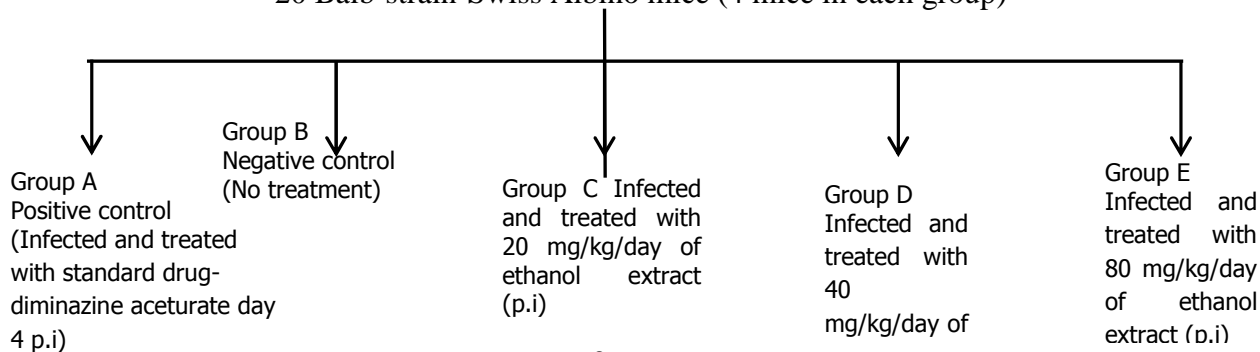 20 Balb-strain Swiss Albino mice (4 mice in each group)
Group A
Positive control
(Infected and treated
with standard drug-
diminazine aceturate day
4 p.i)
Group B
Negative control
(No treatment)
Group C Infected
and treated with
20 mg/kg/day of
ethanol extract
(p.i)
Group D
Infected and
treated with
40
mg/kg/day of
Group E
Infected and
treated with
80 mg/kg/day
of ethanol
extract (p.i)